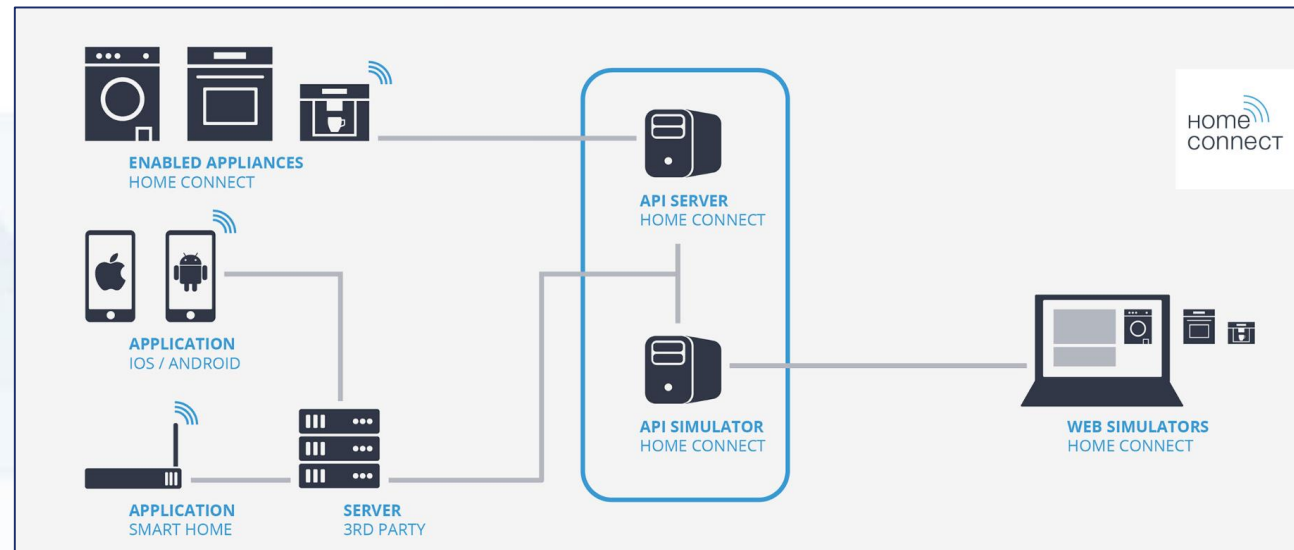 ENABLED APPLIANCES
HOME CONNECT
API SERVER
HOME CONNECT
HOME
CONNECT
APPLICATION
IOS / ANDROID
API SIMULATOR
HOME CONNECT
WEB SIMULATORS
HOME CONNECT
APPLICATION
SMART HOME
SERVER
3RD PARTY